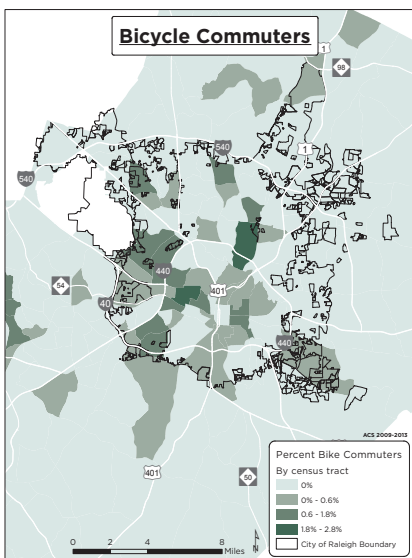 Bicycle Commuters
1
98
540
1
540
440
54
401
40
440
ACS 2009-2013
401
50
Percent Bike Commuters
By census tract
0%
0% - 0.6%
0.6 - 1.8%
1.8% - 2.8%
City of Raleigh Boundary
0 2 4 8
Miles
N